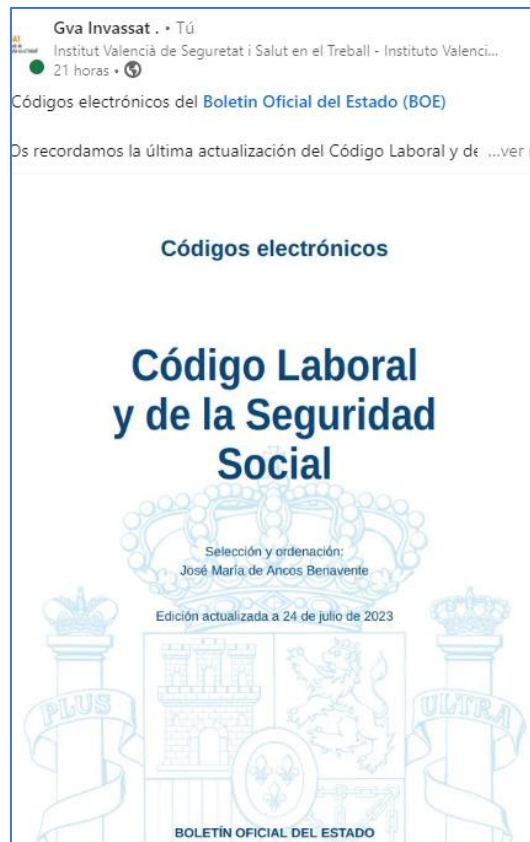 Gva Invassat . • Tú
Institut Valencià de Seguretat i Salut en el Treball - Instituto Valenci...
21 horas •
Códigos electrónicos del Boletin Oficial del Estado (BOE)
Os recordamos la última actualización del Código Laboral y de ...ver
Códigos electrónicos
Código Laboral
y de la Seguridad
Social
Selección y ordenación:
José María de Ancos Benavente
Edición actualizada a 24 de julio de 2023
PLUS
ULTRA
BOLETÍN OFICIAL DEL ESTADO